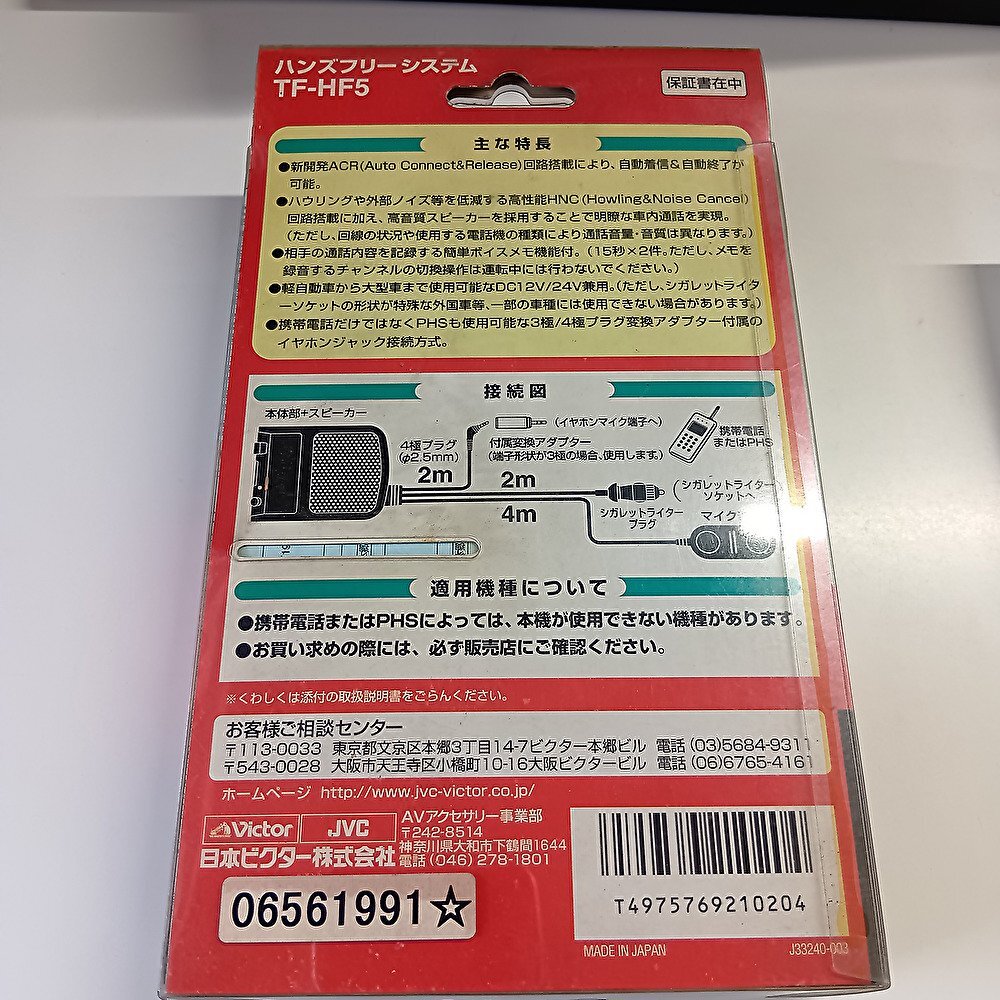 ハンズフリーシステム
TF-HF5
保証書在中
主な特長
●新開発ACR(Auto Connect&Release)回路搭載により、自動着信&自動終了が
可能。
●ハウリングや外部ノイズ等を低減する高性能HNC(Howling&Noise Cancel)
回路搭載に加え、高音質スピーカーを採用することで明瞭な車内通話を実現。
(ただし、回線の状況や使用する電話機の種類により通話音量・音質は異なります。)
●相手の通話内容を記録する簡単ボイスメモ機能付。(15秒×2件。ただし、メモを
録音するチャンネルの切換操作は運転中には行わないでください。)
●軽自動車から大型車まで使用可能なDC12V/24V兼用。(ただし、シガレットライタ
ーソケットの形状が特殊な外国車等、一部の車種には使用できない場合があります。)
●携帯電話だけではなくPHSも使用可能な3極/4極プラグ変換アダプター付属の
イヤホンジャック接続方式。
接続図
本体部+スピーカー
4極プラグ
(φ2.5mm)
2m
(イヤホンマイク端子へ)
付属変換アダプター
(端子形状が3極の場合、使用します。)
携帯電話
またはPHS
2m
4m
シガレットライター
プラグ
(シガレットライター
ソケットへ
マイク
適用機種について
●携帯電話またはPHSによっては、本機が使用できない機種があります。
●お買い求めの際には、必ず販売店にご確認ください。
※くわしくは添付の取扱説明書をごらんください。
お客様ご相談センター
〒113-0033 東京都文京区本郷3丁目14-7ビクター本郷ビル 電話(03)5684-9311
〒543-0028 大阪市天王寺区小橋町10-16大阪ビクタービル 電話(06)6765-4161
ホームページ http://www.jvc-victor.co.jp/
Victor JVC
日本ビクター株式会社
AVアクセサリー事業部
〒242-8514
神奈川県大和市下鶴間1644
電話(046)278-1801
06561991☆
T4975769210204
MADE IN JAPAN
J33240-003